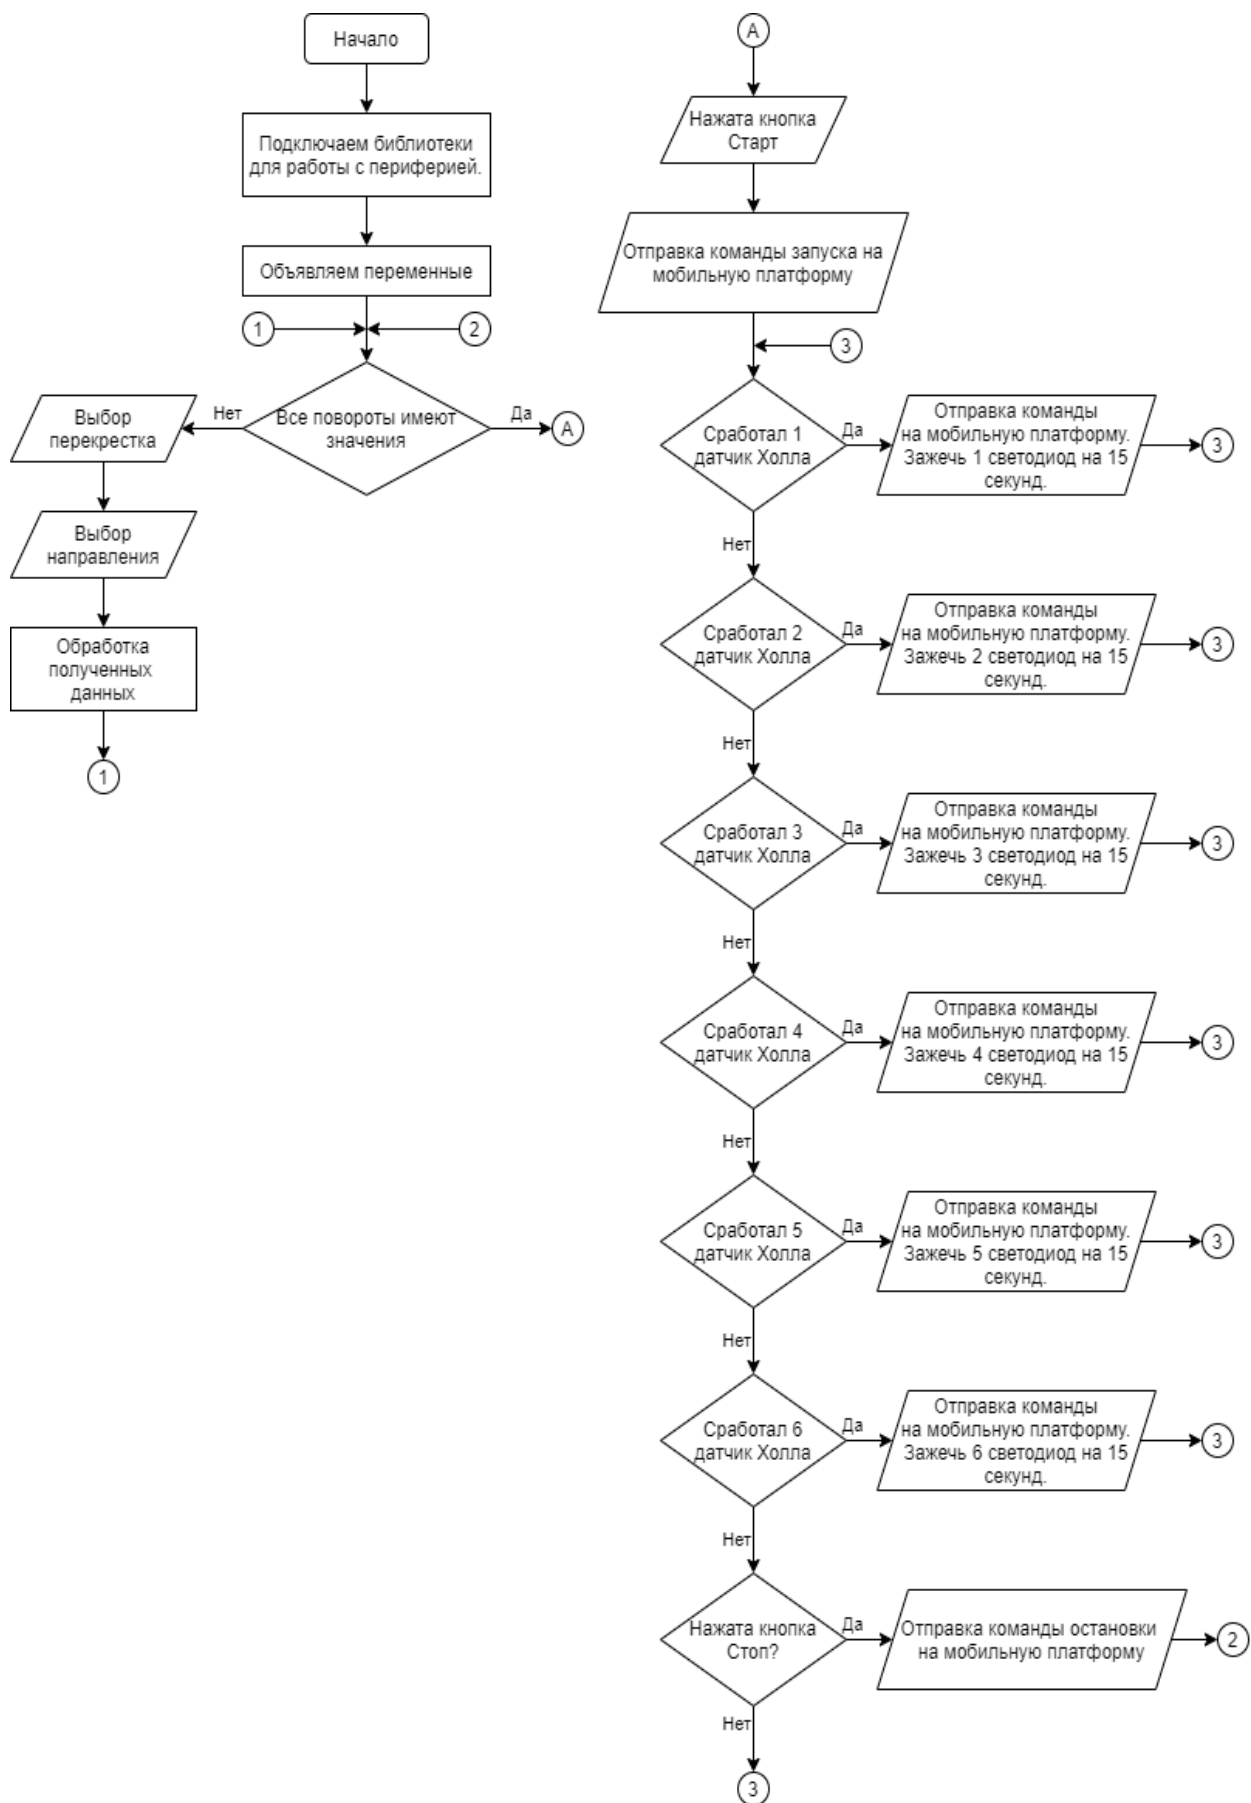 Начало
Подключаем библиотеки
для работы с периферией.
Объявляем переменные
1
2
Все повороты имеют
значения
Нет
Да
A
Выбор
перекрестка
Выбор
направления
Обработка
полученных
данных
1
A
Нажата кнопка
Старт
Отправка команды запуска на
мобильную платформу
3
Сработал 1
датчик Холла
Да
Отправка команды
на мобильную платформу.
Зажечь 1 светодиод на 15
секунд.
3
Нет
Сработал 2
датчик Холла
Да
Отправка команды
на мобильную платформу.
Зажечь 2 светодиод на 15
секунд.
3
Нет
Сработал 3
датчик Холла
Да
Отправка команды
на мобильную платформу.
Зажечь 3 светодиод на 15
секунд.
3
Нет
Сработал 4
датчик Холла
Да
Отправка команды
на мобильную платформу.
Зажечь 4 светодиод на 15
секунд.
3
Нет
Сработал 5
датчик Холла
Да
Отправка команды
на мобильную платформу.
Зажечь 5 светодиод на 15
секунд.
3
Нет
Сработал 6
датчик Холла
Да
Отправка команды
на мобильную платформу.
Зажечь 6 светодиод на 15
секунд.
3
Нет
Нажата кнопка
Стоп?
Да
Отправка команды остановки
на мобильную платформу
2
Нет
3